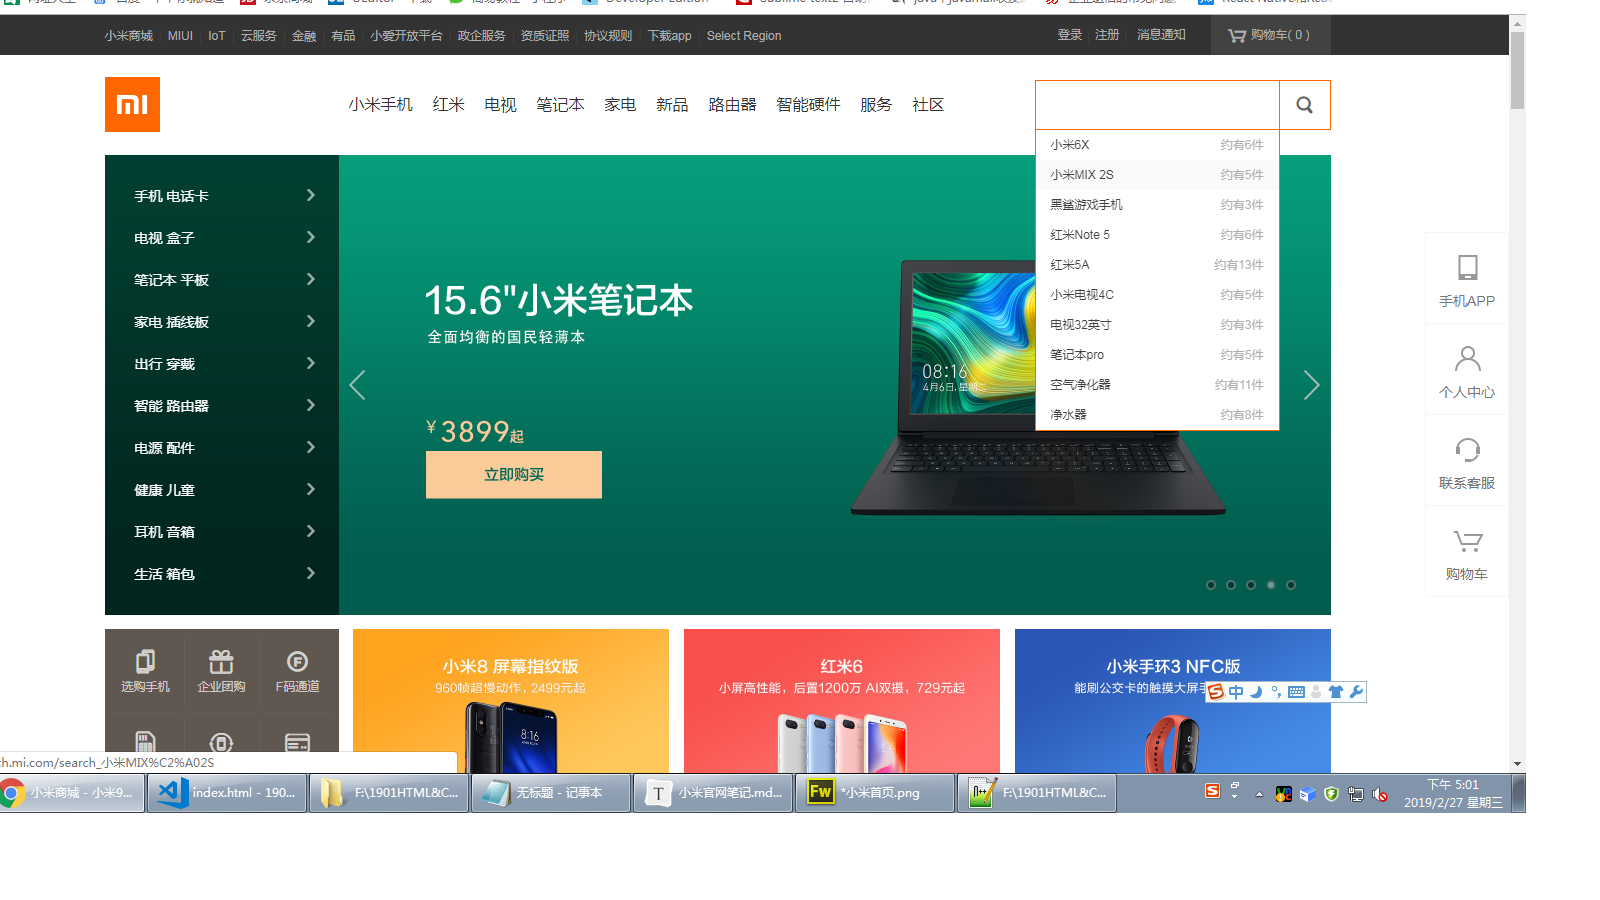 小米商城 MIUI IoT 云服务 金融 有品 小爱开放平台 政企服务 资质证照 协议规则 下载app Select Region 登录 注册 消息通知 购物车( 0 )
小米手机 红米 电视 笔记本 家电 新品 路由器 智能硬件 服务 社区
小米6X 约有6件
小米MIX 2S 约有5件
黑鲨游戏手机 约有3件
红米Note 5 约有6件
红米5A 约有13件
小米电视4C 约有5件
电视32英寸 约有3件
笔记本pro 约有5件
空气净化器 约有11件
净水器 约有8件
手机 电话卡
电视 盒子
笔记本 平板
家电 插线板
出行 穿戴
智能 路由器
电源 配件
健康 儿童
耳机 音箱
生活 箱包
15.6"小米笔记本
全面均衡的国民轻薄本
¥3899起
立即购买
08:16
4月6日, 星期二
手机APP
个人中心
联系客服
购物车
选购手机 企业团购 F码通道
小米8 屏幕指纹版
960帧超慢动作，2499元起
8:16
红米6
小屏高性能，后置1200万 AI双摄，729元起
小米手环3 NFC版
能刷公交卡的触摸大屏手
中
ch.mi.com/search_小米MIX%C2%A02S
小米商城 - 小米9... index.html - 190... F:\1901HTML&C... 无标题 - 记事本 小米官网笔记.md... *小米首页.png F:\1901HTML&C...
下午 5:01
2019/2/27 星期三